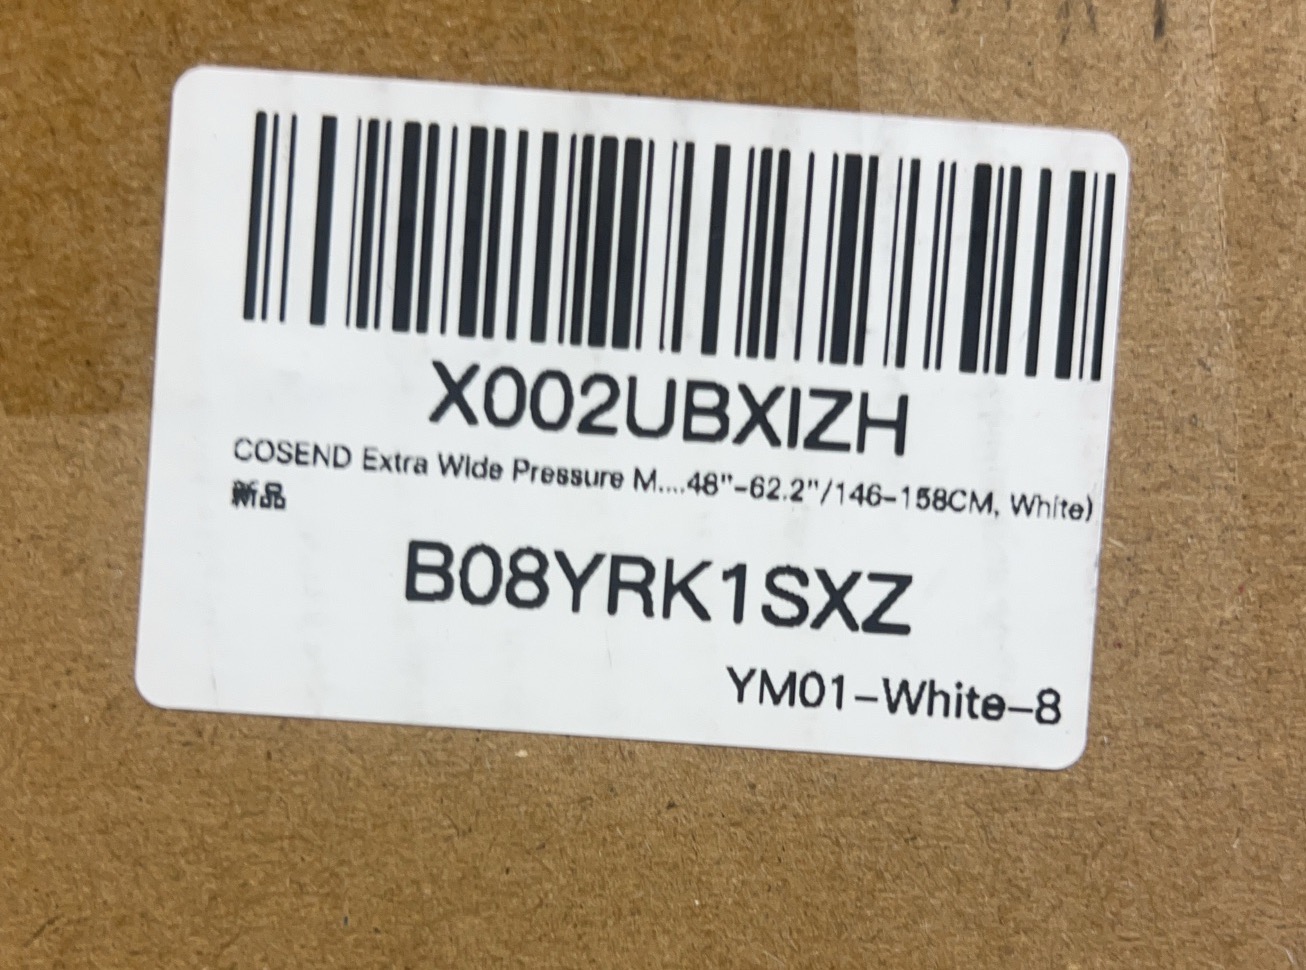 X002UBXIZH
COSEND Extra Wide Pressure M....48"-62.2"/146-158CM, White)
新品
B08YRK1SXZ
YM01-White-8